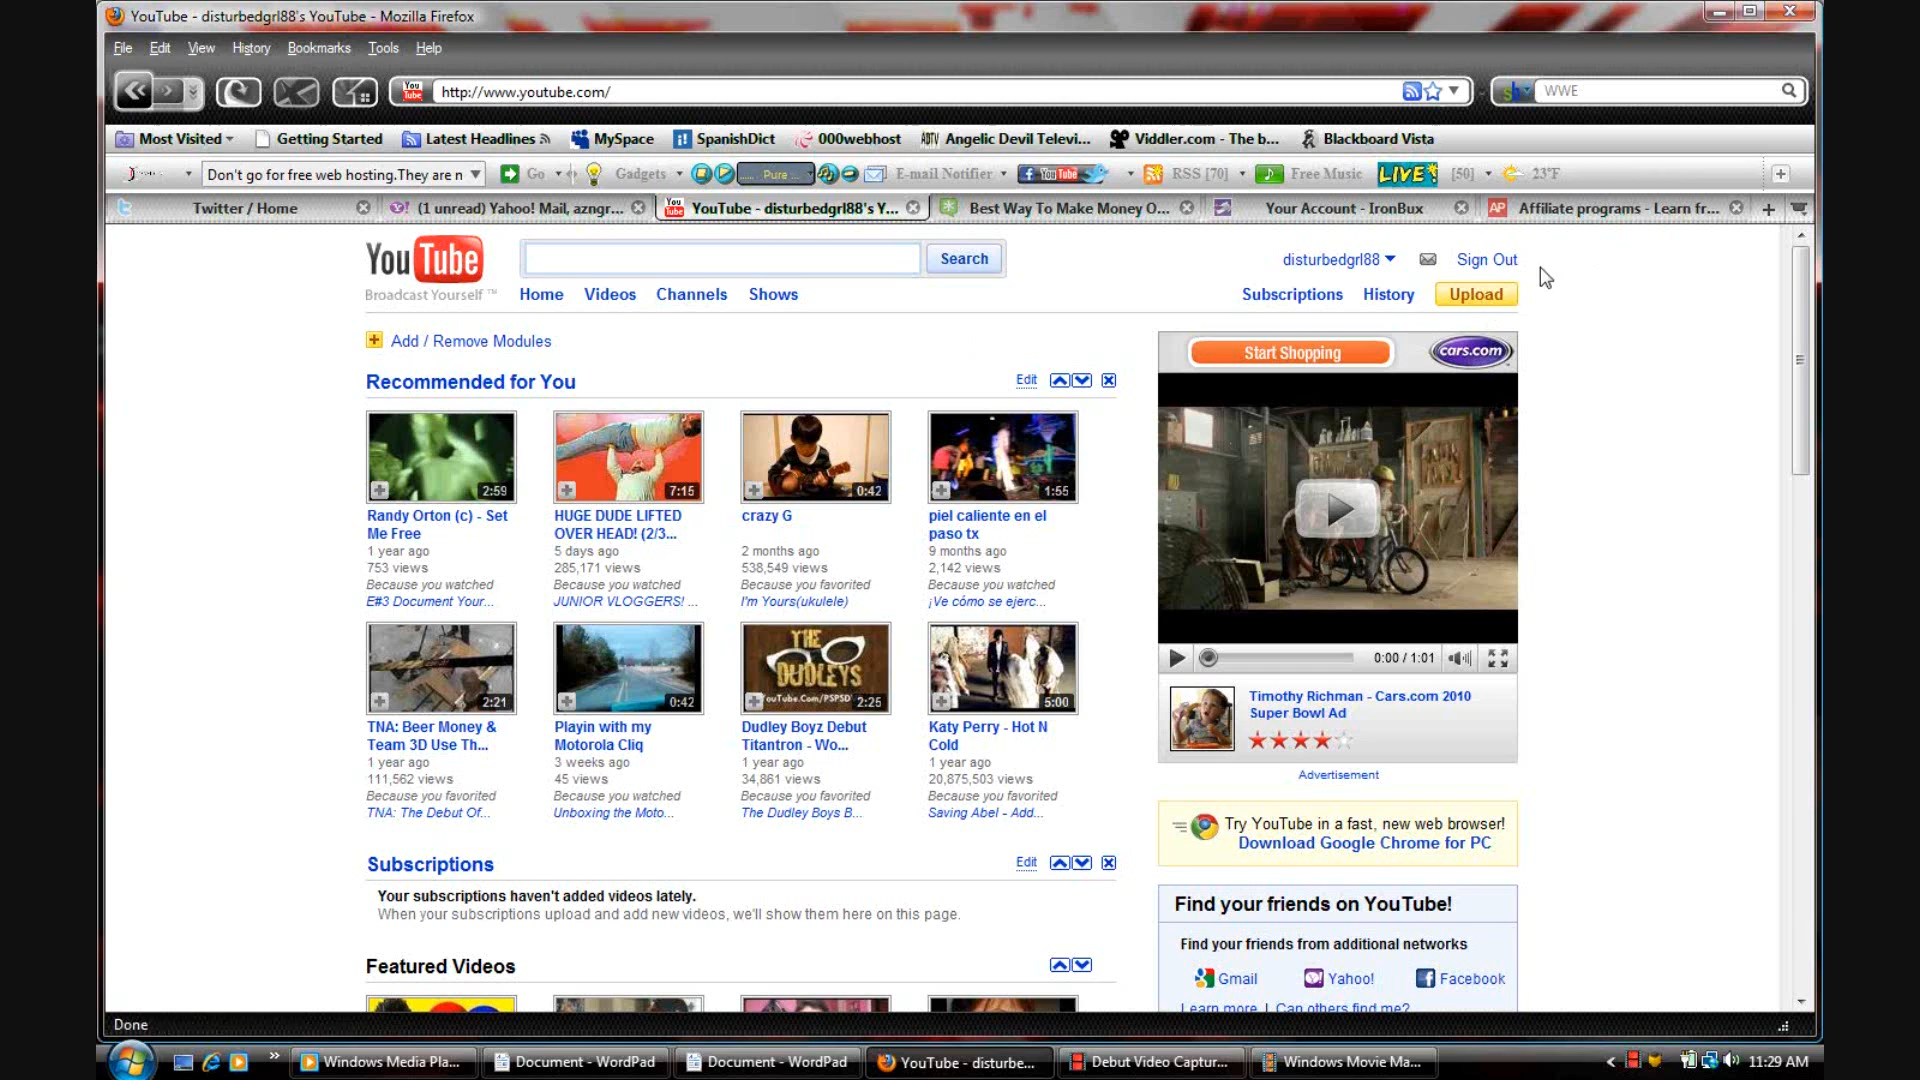 YouTube - disturbedgrl88's YouTube - Mozilla Firefox
File Edit View History Bookmarks Tools Help
You Tube http://www.youtube.com/ WWE
Most Visited Getting Started Latest Headlines MySpace SpanishDict 000webhost Angelic Devil Televi... Viddler.com - The b... Blackboard Vista
Don't go for free web hosting.They are n Go Gadgets Pure ... E-mail Notifier YouTube RSS [70] Free Music LIVE! [50] 23°F
Twitter / Home (1 unread) Yahoo! Mail, azngr... YouTube - disturbedgrl88's Y... Best Way To Make Money O... Your Account - IronBux AP Affiliate programs - Learn fr...
YouTube Search disturbedgrl88 Sign Out
Broadcast Yourself ™ Home Videos Channels Shows Subscriptions History Upload
Add / Remove Modules
Start Shopping cars.com
Recommended for You Edit
2:59 7:15 0:42 1:55
Randy Orton (c) - Set HUGE DUDE LIFTED crazy G piel caliente en el
Me Free OVER HEAD! (2/3... paso tx
1 year ago 5 days ago 2 months ago 9 months ago
753 views 285,171 views 538,549 views 2,142 views
Because you watched Because you watched Because you favorited Because you watched
E#3 Document Your... JUNIOR VLOGGERS! ... I'm Yours(ukulele) ¡Ve cómo se ejerc...
THE DUDLEYS
YouTube.Com/PSPSD
2:21 0:42 2:25 5:00
TNA: Beer Money & Playin with my Dudley Boyz Debut Katy Perry - Hot N
Team 3D Use Th... Motorola Cliq Titantron - Wo... Cold
1 year ago 3 weeks ago 1 year ago 1 year ago
111,562 views 45 views 34,861 views 20,875,503 views
Because you favorited Because you watched Because you favorited Because you favorited
TNA: The Debut Of... Unboxing the Moto... The Dudley Boys B... Saving Abel - Add...
0:00 / 1:01
Timothy Richman - Cars.com 2010
Super Bowl Ad
Advertisement
Try YouTube in a fast, new web browser!
Download Google Chrome for PC
Subscriptions Edit
Your subscriptions haven't added videos lately.
When your subscriptions upload and add new videos, we'll show them here on this page.
Find your friends on YouTube!
Find your friends from additional networks
Gmail Yahoo! Facebook
Learn more | Can others find me?
Featured Videos
Done
Windows Media Pla... Document - WordPad Document - WordPad YouTube - disturbe... Debut Video Captur... Windows Movie Ma... 11:29 AM